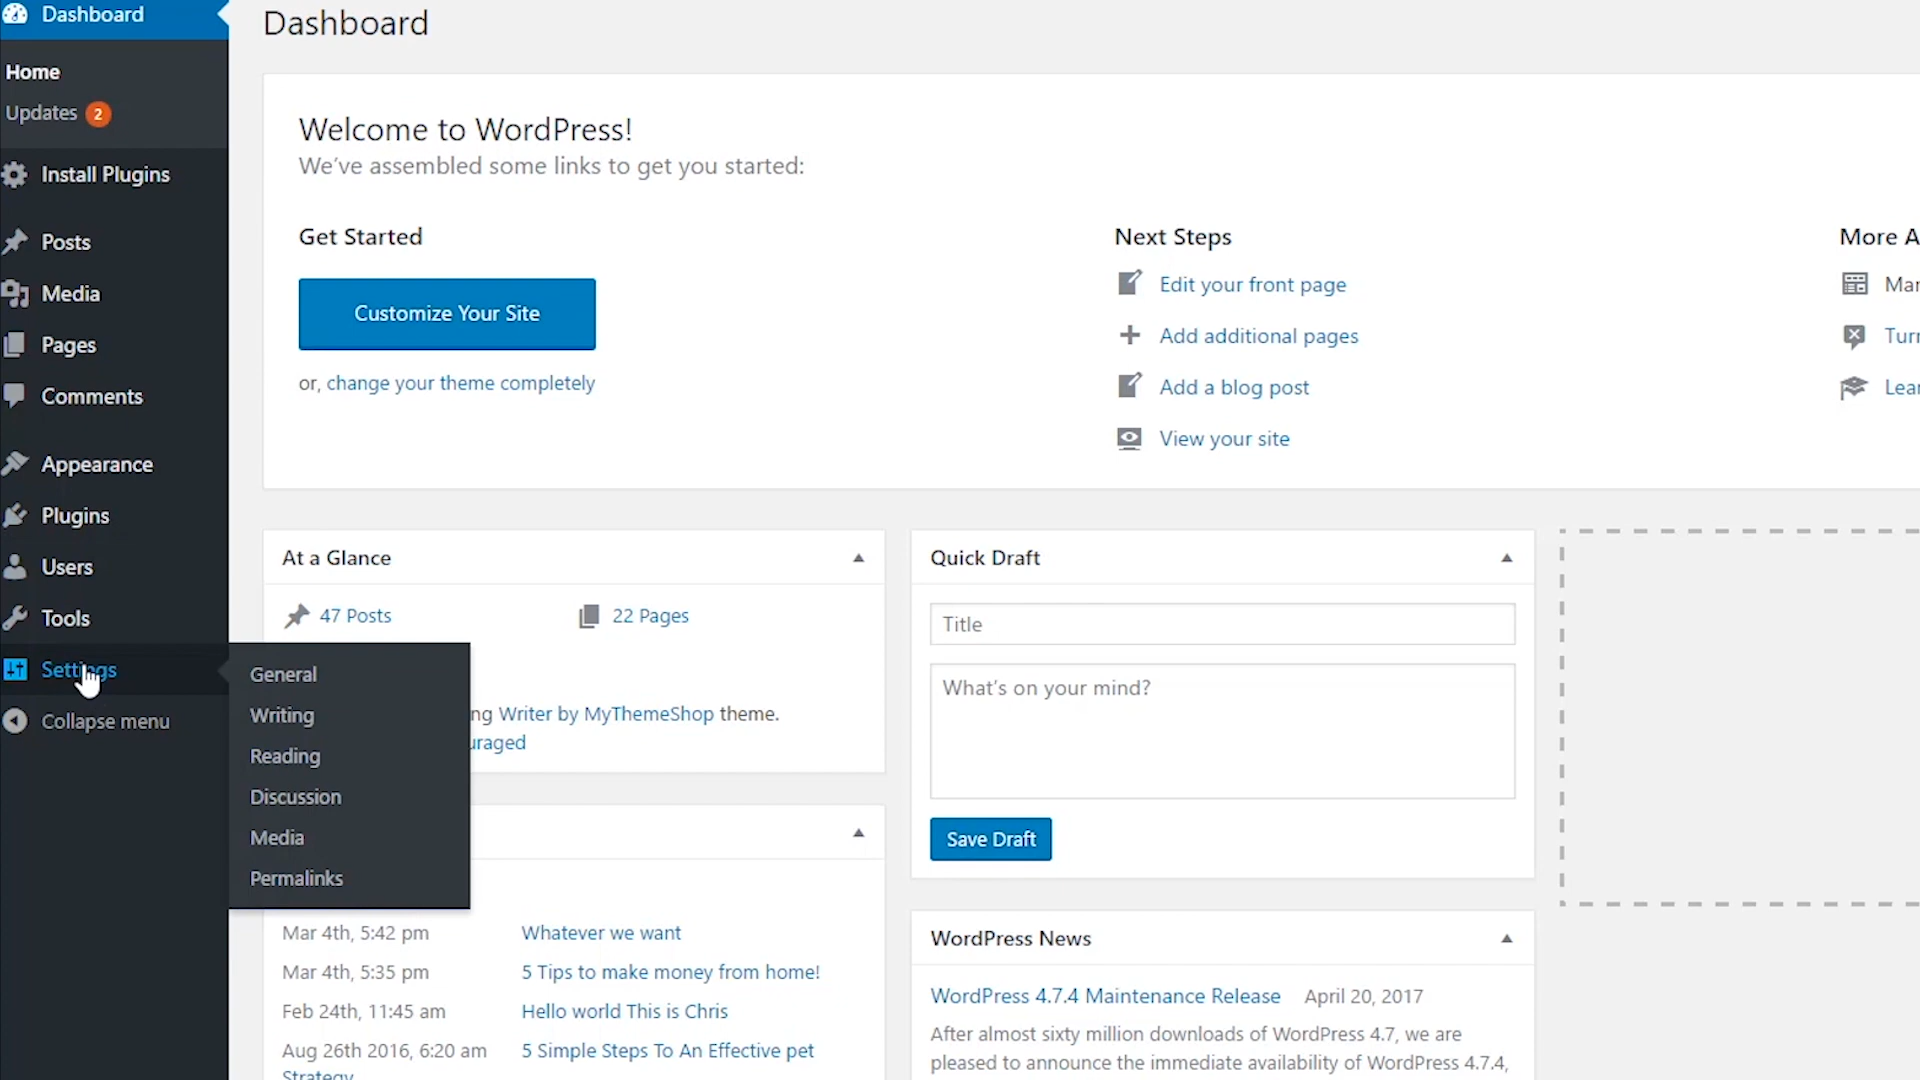 Dashboard
Home
Updates 2
Install Plugins
Posts
Media
Pages
Comments
Appearance
Plugins
Users
Tools
Settings
Collapse menu
General
Writing
Reading
Discussion
Media
Permalinks
Dashboard
Welcome to WordPress!
We've assembled some links to get you started:
Get Started
Customize Your Site
or, change your theme completely
Next Steps
Edit your front page
Add additional pages
Add a blog post
View your site
More A
At a Glance
47 Posts
22 Pages
ng Writer by MyThemeShop theme.
uraged
Mar 4th, 5:42 pm Whatever we want
Mar 4th, 5:35 pm 5 Tips to make money from home!
Feb 24th, 11:45 am Hello world This is Chris
Aug 26th 2016, 6:20 am 5 Simple Steps To An Effective pet
Strategy
Quick Draft
Title
What's on your mind?
Save Draft
WordPress News
WordPress 4.7.4 Maintenance Release April 20, 2017
After almost sixty million downloads of WordPress 4.7, we are
pleased to announce the immediate availability of WordPress 4.7.4,